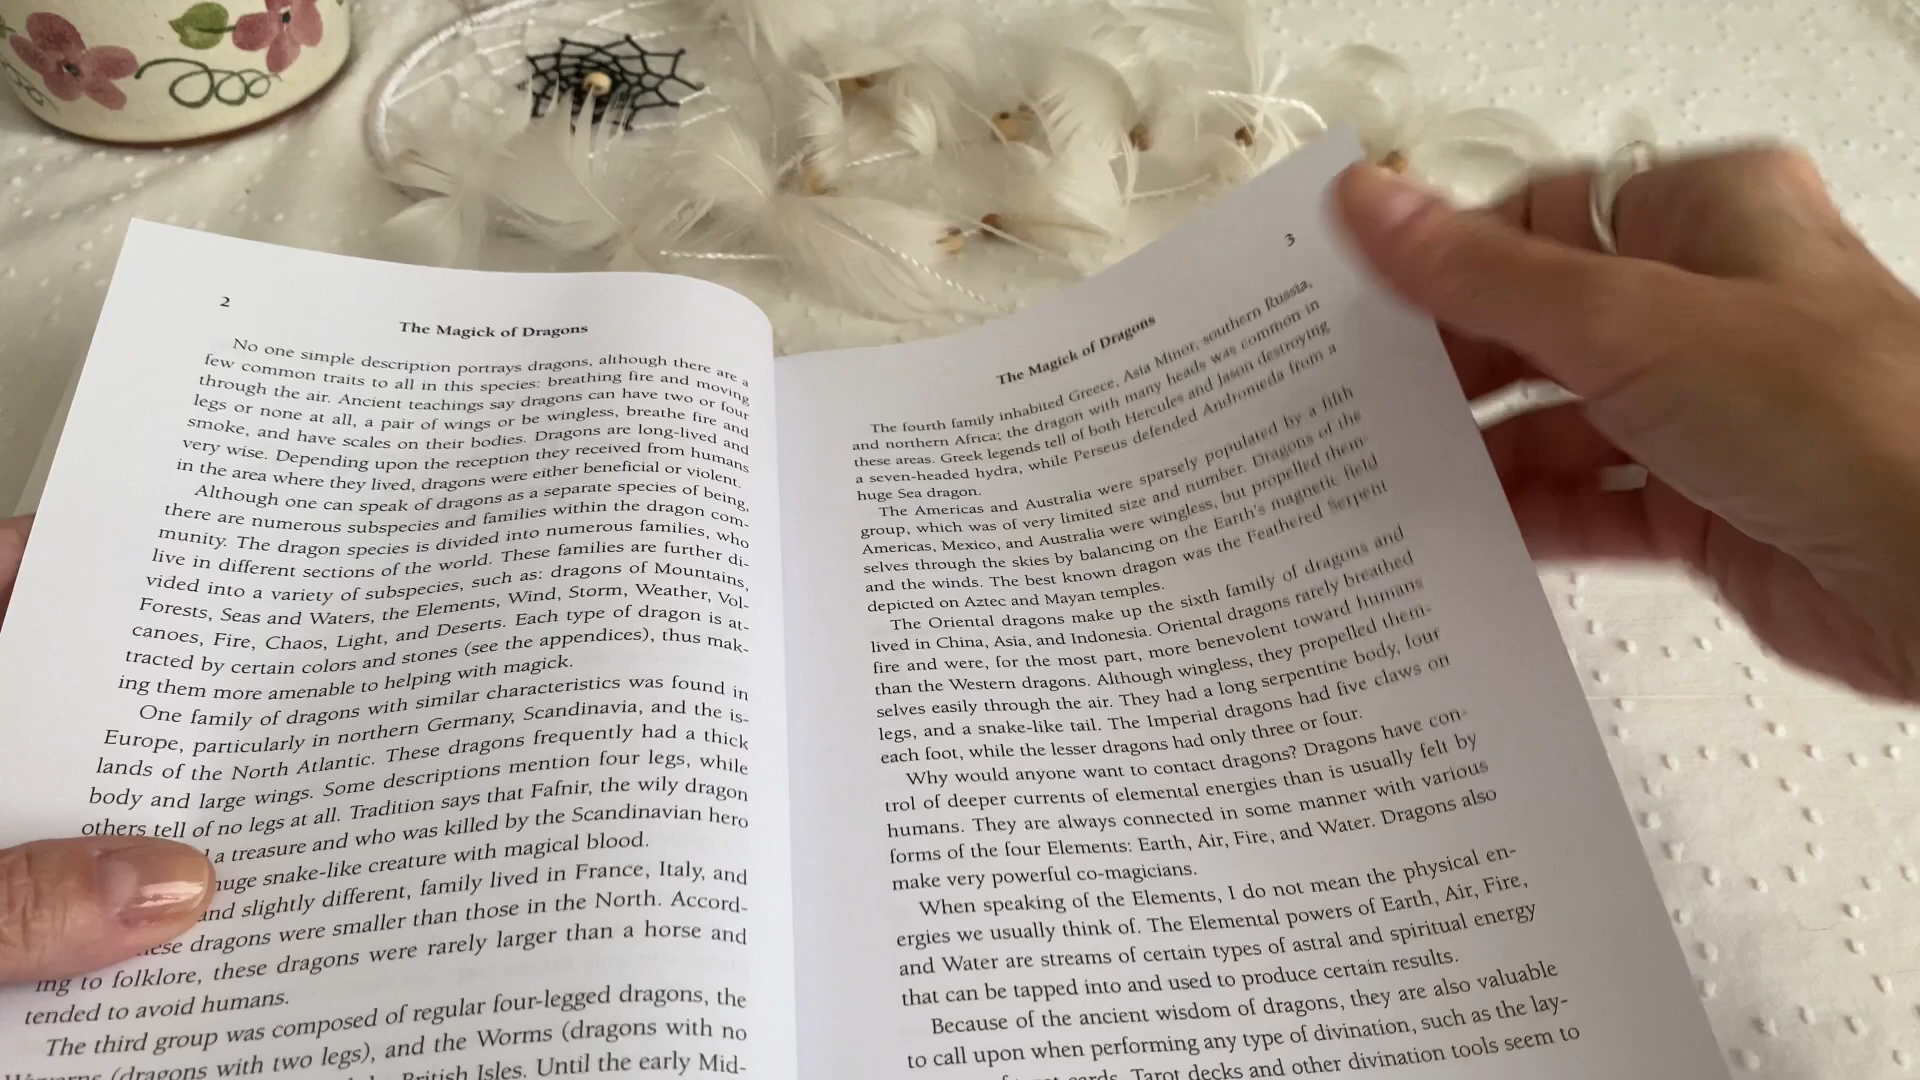 2
The Magick of Dragons
No one simple description portrays dragons, although there are a
few common traits to all in this species: breathing fire and moving
through the air. Ancient teachings say dragons can have two or four
legs or none at all, a pair of wings or be wingless, breathe fire and
smoke, and have scales on their bodies. Dragons are long-lived and
very wise. Depending upon the reception they received from humans
in the area where they lived, dragons were either beneficial or violent.
Although one can speak of dragons as a separate species of being,
there are numerous subspecies and families within the dragon com-
munity. The dragon species is divided into numerous families, who
live in different sections of the world. These families are further di-
vided into a variety of subspecies, such as: dragons of Mountains,
Forests, Seas and Waters, the Elements, Wind, Storm, Weather, Vol-
canoes, Fire, Chaos, Light, and Deserts. Each type of dragon is at-
tracted by certain colors and stones (see the appendices), thus mak-
ing them more amenable to helping with magick.
One family of dragons with similar characteristics was found in
Europe, particularly in northern Germany, Scandinavia, and the is-
lands of the North Atlantic. These dragons frequently had a thick
body and large wings. Some descriptions mention four legs, while
others tell of no legs at all. Tradition says that Fafnir, the wily dragon
a treasure and who was killed by the Scandinavian hero
huge snake-like creature with magical blood.
and slightly different, family lived in France, Italy, and
these dragons were smaller than those in the North. Accord-
ing to folklore, these dragons were rarely larger than a horse and
tended to avoid humans.
The third group was composed of regular four-legged dragons, the
(dragons with two legs), and the Worms (dragons with no
British Isles. Until the early Mid-
3
The Magick of Dragons
The fourth family inhabited Greece, Asia Minor, southern Russia,
and northern Africa; the dragon with many heads was common in
these areas. Greek legends tell of both Hercules and Jason destroying
a seven-headed hydra, while Perseus defended Andromeda from a
huge Sea dragon.
The Americas and Australia were sparsely populated by a fifth
group, which was of very limited size and number. Dragons of the
Americas, Mexico, and Australia were wingless, but propelled them-
selves through the skies by balancing on the Earth's magnetic field
and the winds. The best known dragon was the Feathered Serpent
depicted on Aztec and Mayan temples.
The Oriental dragons make up the sixth family of dragons and
lived in China, Asia, and Indonesia. Oriental dragons rarely breathed
fire and were, for the most part, more benevolent toward humans
than the Western dragons. Although wingless, they propelled them-
selves easily through the air. They had a long serpentine body, four
legs, and a snake-like tail. The Imperial dragons had five claws on
each foot, while the lesser dragons had only three or four.
Why would anyone want to contact dragons? Dragons have con-
trol of deeper currents of elemental energies than is usually felt by
humans. They are always connected in some manner with various
forms of the four Elements: Earth, Air, Fire, and Water. Dragons also
make very powerful co-magicians.
When speaking of the Elements, I do not mean the physical en-
ergies we usually think of. The Elemental powers of Earth, Air, Fire,
and Water are streams of certain types of astral and spiritual energy
that can be tapped into and used to produce certain results.
Because of the ancient wisdom of dragons, they are also valuable
to call upon when performing any type of divination, such as the lay-
cards. Tarot decks and other divination tools seem to